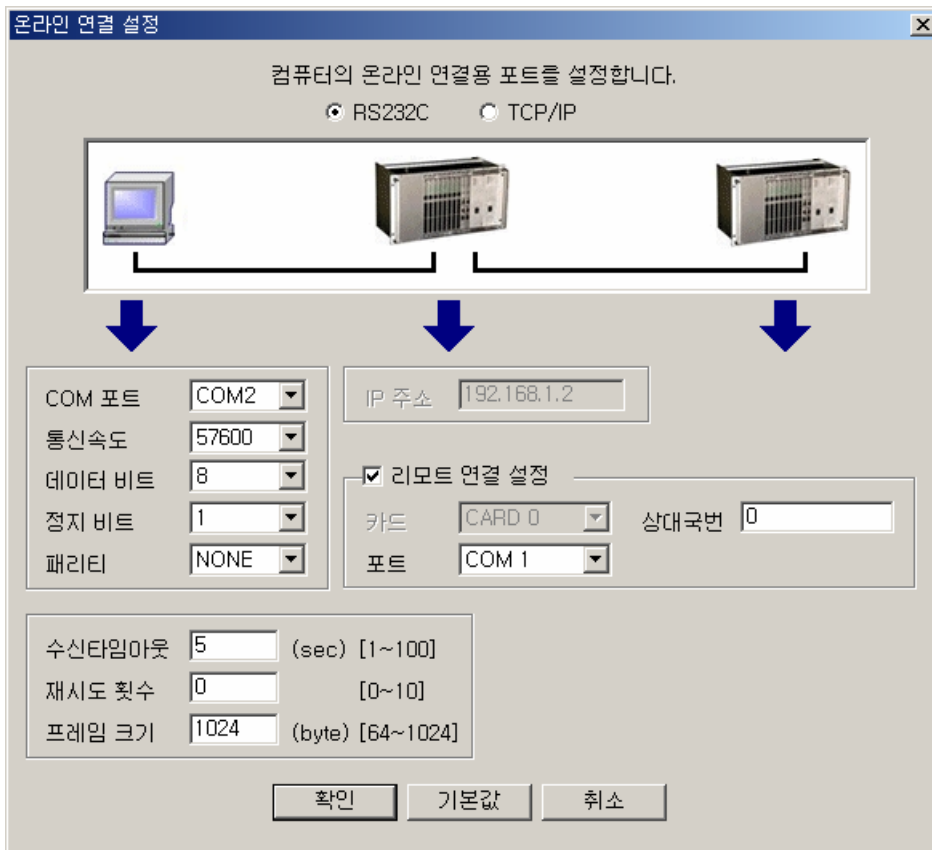 온라인 연결 설정
컴퓨터의 온라인 연결용 포트를 설정합니다.
RS232C TCP/IP
COM 포트 COM2
통신속도 57600
데이터 비트 8
정지 비트 1
패리티 NONE
IP 주소 192.168.1.2
리모트 연결 설정
카드 CARD 0 상대국번 0
포트 COM 1
수신타임아웃 5 (sec) [1~100]
재시도 횟수 0 [0~10]
프레임 크기 1024 (byte) [64~1024]
확인 기본값 취소